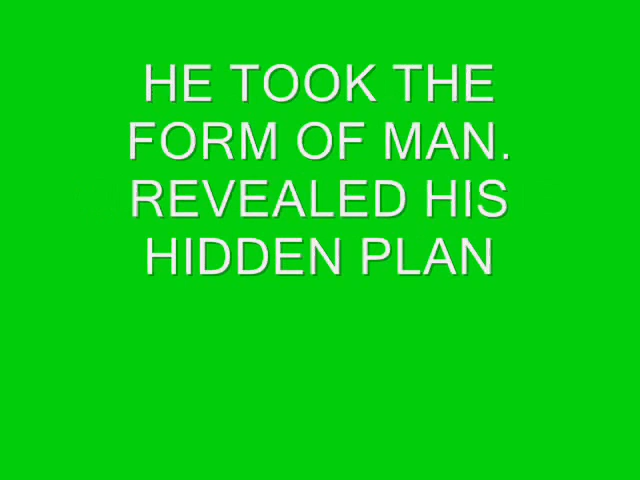 HE TOOK THE
FORM OF MAN.
REVEALED HIS
HIDDEN PLAN